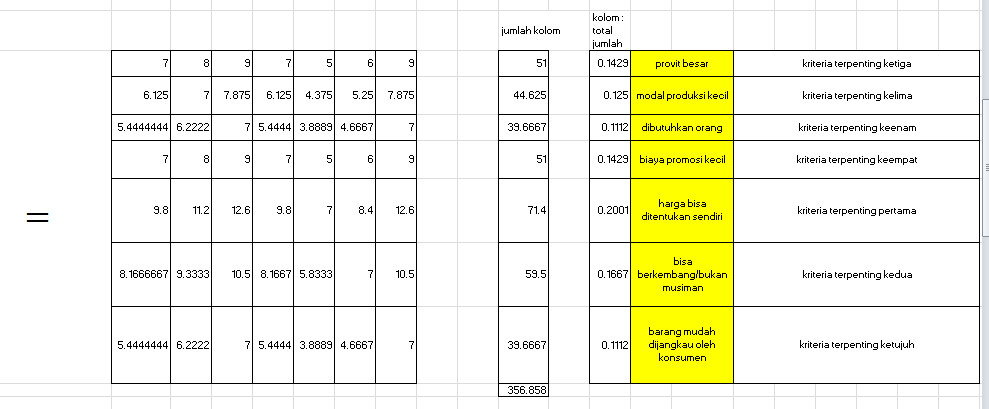 jumlah kolom
kolom :
total
jumlah
7 8 9 7 5 6 9 51 0.1429 provit besar kriteria terpenting ketiga
6.125 7 7.875 6.125 4.375 5.25 7.875 44.625 0.125 modal produksi kecil kriteria terpenting kelima
5.4444444 6.2222 7 5.4444 3.8889 4.6667 7 39.6667 0.1112 dibutuhkan orang kriteria terpenting keenam
7 8 9 7 5 6 9 51 0.1429 biaya promosi kecil kriteria terpenting keempat
=
9.8 11.2 12.6 9.8 7 8.4 12.6 71.4 0.2001 harga bisa
ditentukan sendiri
kriteria terpenting pertama
8.1666667 9.3333 10.5 8.1667 5.8333 7 10.5 59.5 0.1667 bisa
berkembang/bukan
musiman
kriteria terpenting kedua
5.4444444 6.2222 7 5.4444 3.8889 4.6667 7 39.6667 0.1112 barang mudah
dijangkau oleh
konsumen
kriteria terpenting ketujuh
356.858